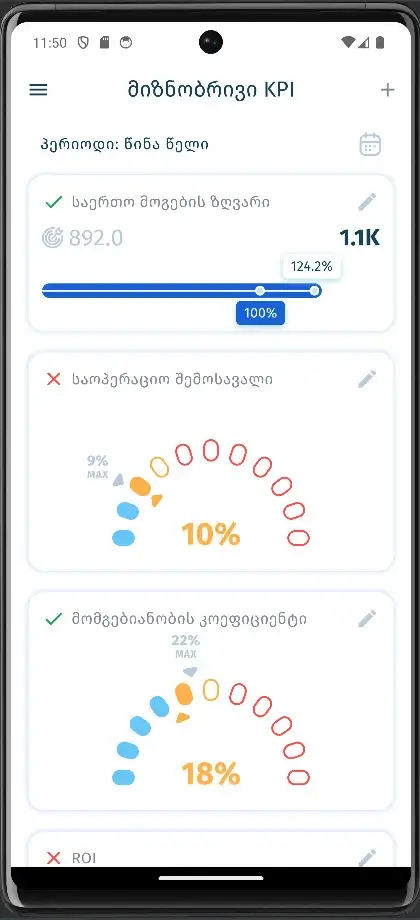 11:50
მიზნობრივი KPI
პერიოდი: წინა წელი
საერთო მოგების ზღვარი
892.0
1.1K
124.2%
100%
საოპერაციო შემოსავალი
9%
MAX
10%
მომგებიანობის კოეფიციენტი
22%
MAX
18%
ROI